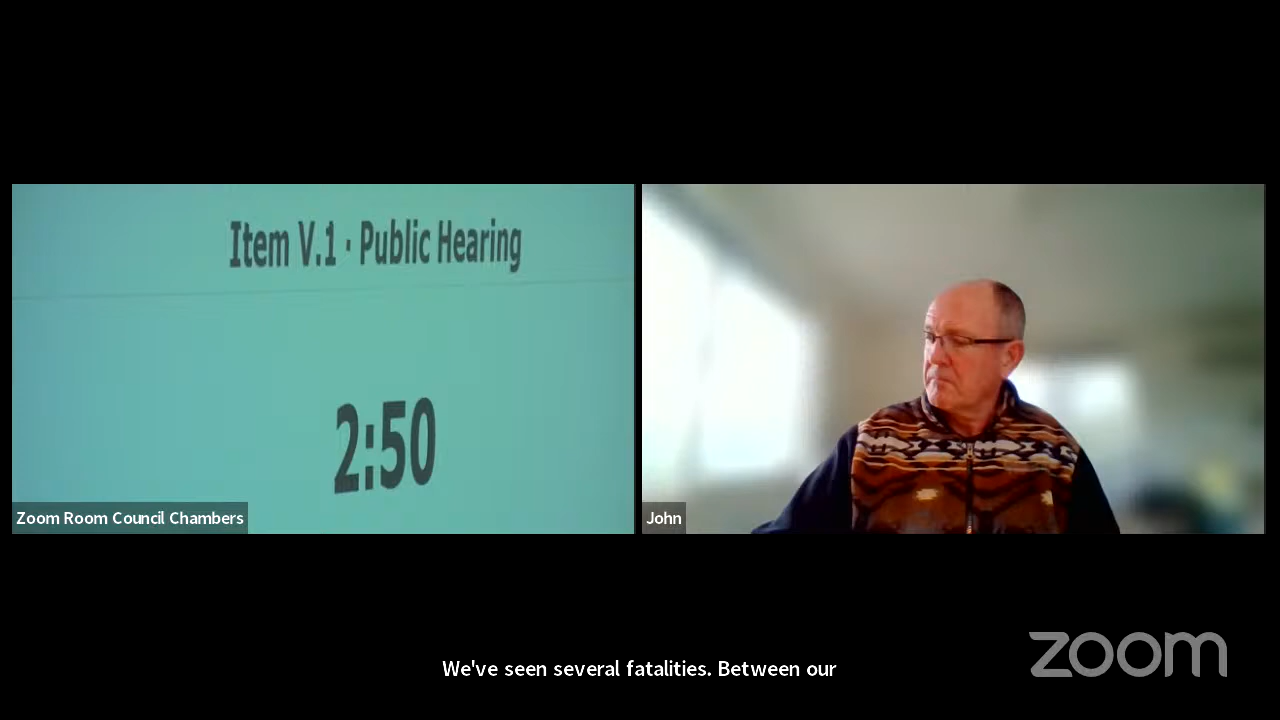 Item V.1 · Public Hearing
2:50
Zoom Room Council Chambers
John
We've seen several fatalities. Between our
zoom